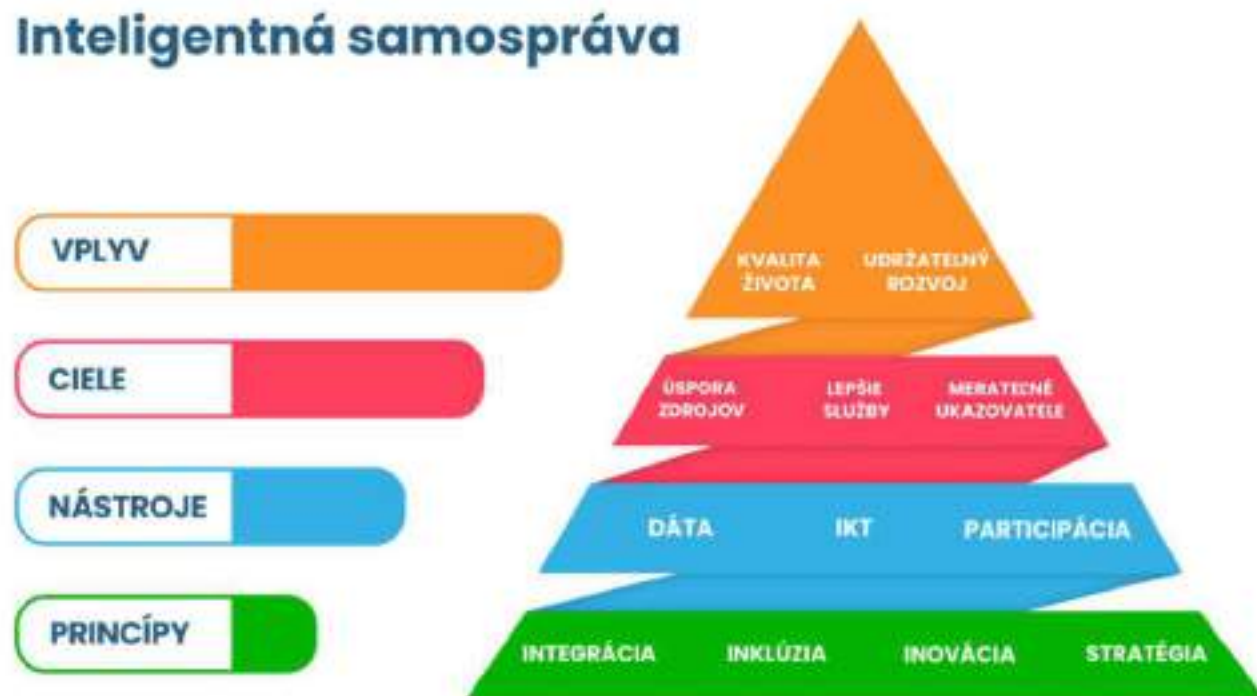 Inteligentná samospráva
VPLYV
KVALITA ŽIVOTA
UDRŽATEĽNÝ ROZVOJ
CIELE
ÚSPORA ZDROJOV
LEPŠIE SLUŽBY
MERATEĽNÉ UKAZOVATELE
NÁSTROJE
DÁTA
IKT
PARTICIPÁCIA
PRINCÍPY
INTEGRÁCIA
INKLÚZIA
INOVÁCIA
STRATÉGIA